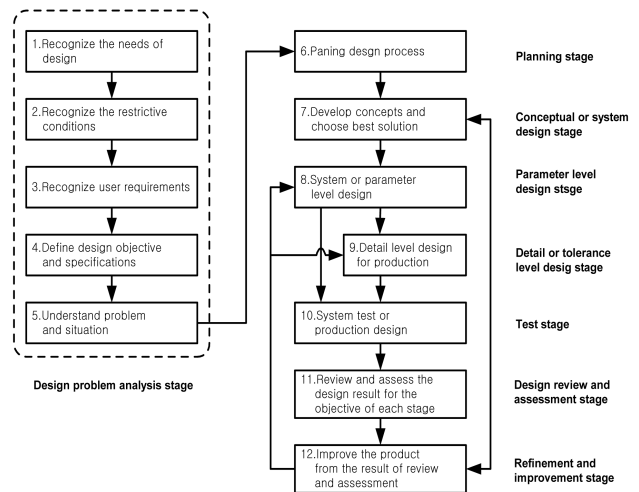 1.Recognize the needs of
design
2.Recognize the restrictive
conditions
3.Recognize user requirements
4.Define design objective
and specifications
5.Understand problem
and situation
Design problem analysis stage
6.Paning design process
Planning stage
7.Develop concepts and
choose best solution
Conceptual or system
design stage
8.System or parameter
level design
Parameter level
design stsge
9.Detail level design
for production
Detail or tolerance
level desig stage
10.System test or
production design
Test stage
11.Review and assess the
design result for the
objective of each stage
Design review and
assessment stage
12.Improve the product
from the result of review
and assessment
Refinement and
improvement stage